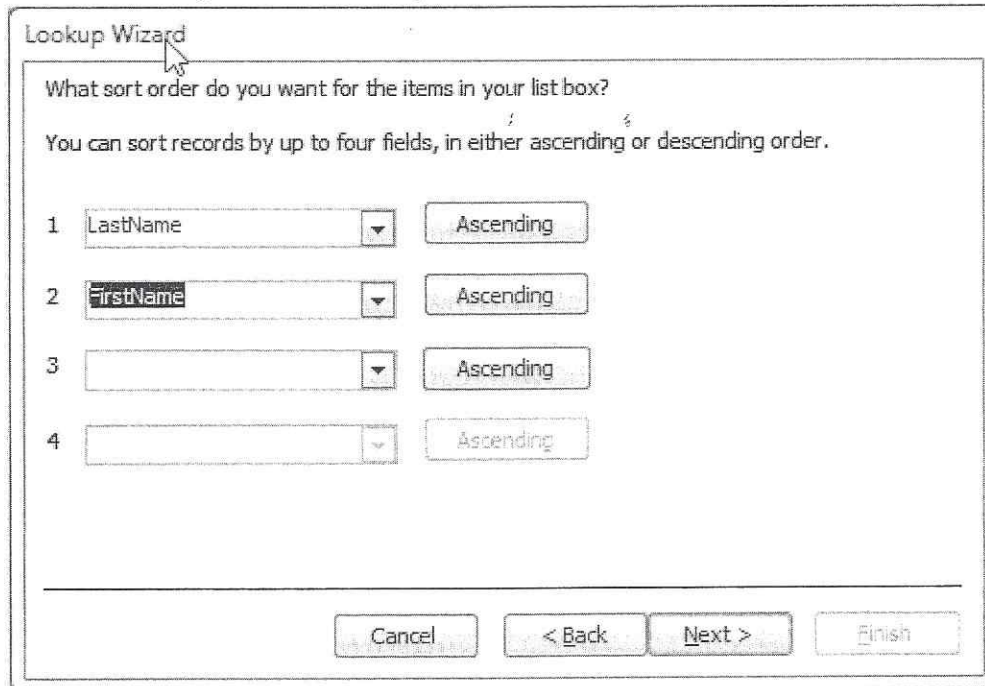 Lookup Wizard
What sort order do you want for the items in your list box?
You can sort records by up to four fields, in either ascending or descending order.
1 LastName Ascending
2 FirstName Ascending
3 Ascending
4 Ascending
Cancel < Back Next > Finish